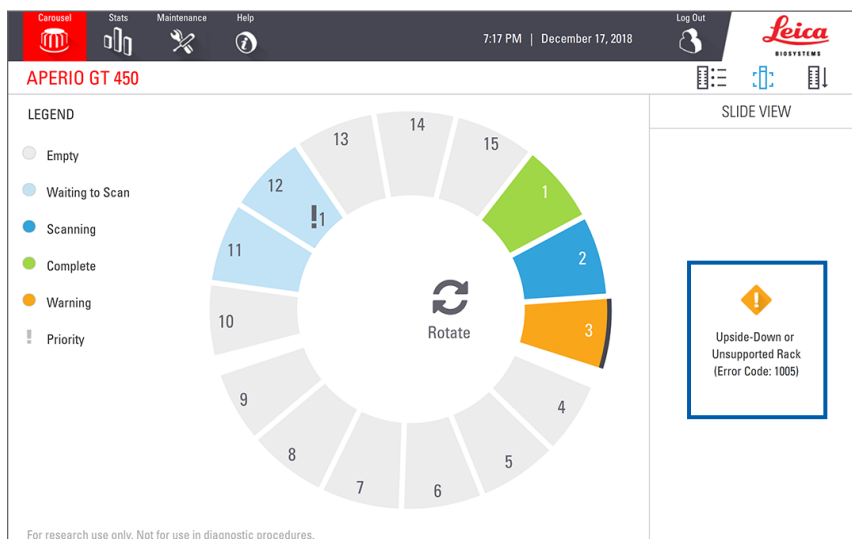 Carousel
Stats
Maintenance
Help
7:17 PM | December 17, 2018
Log Out
Leica
BIOSYSTEMS
APERIO GT 450
LEGEND
Empty
Waiting to Scan
Scanning
Complete
Warning
! Priority
13
14
15
12
!1
11
10
9
8
7
6
5
4
3
2
1
Rotate
SLIDE VIEW
!
Upside-Down or
Unsupported Rack
(Error Code: 1005)
For research use only. Not for use in diagnostic procedures.